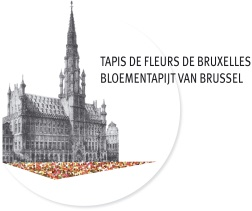 TAPIS DE FLEURS DE BRUXELLES
BLOEMENTAPIJT VAN BRUSSEL